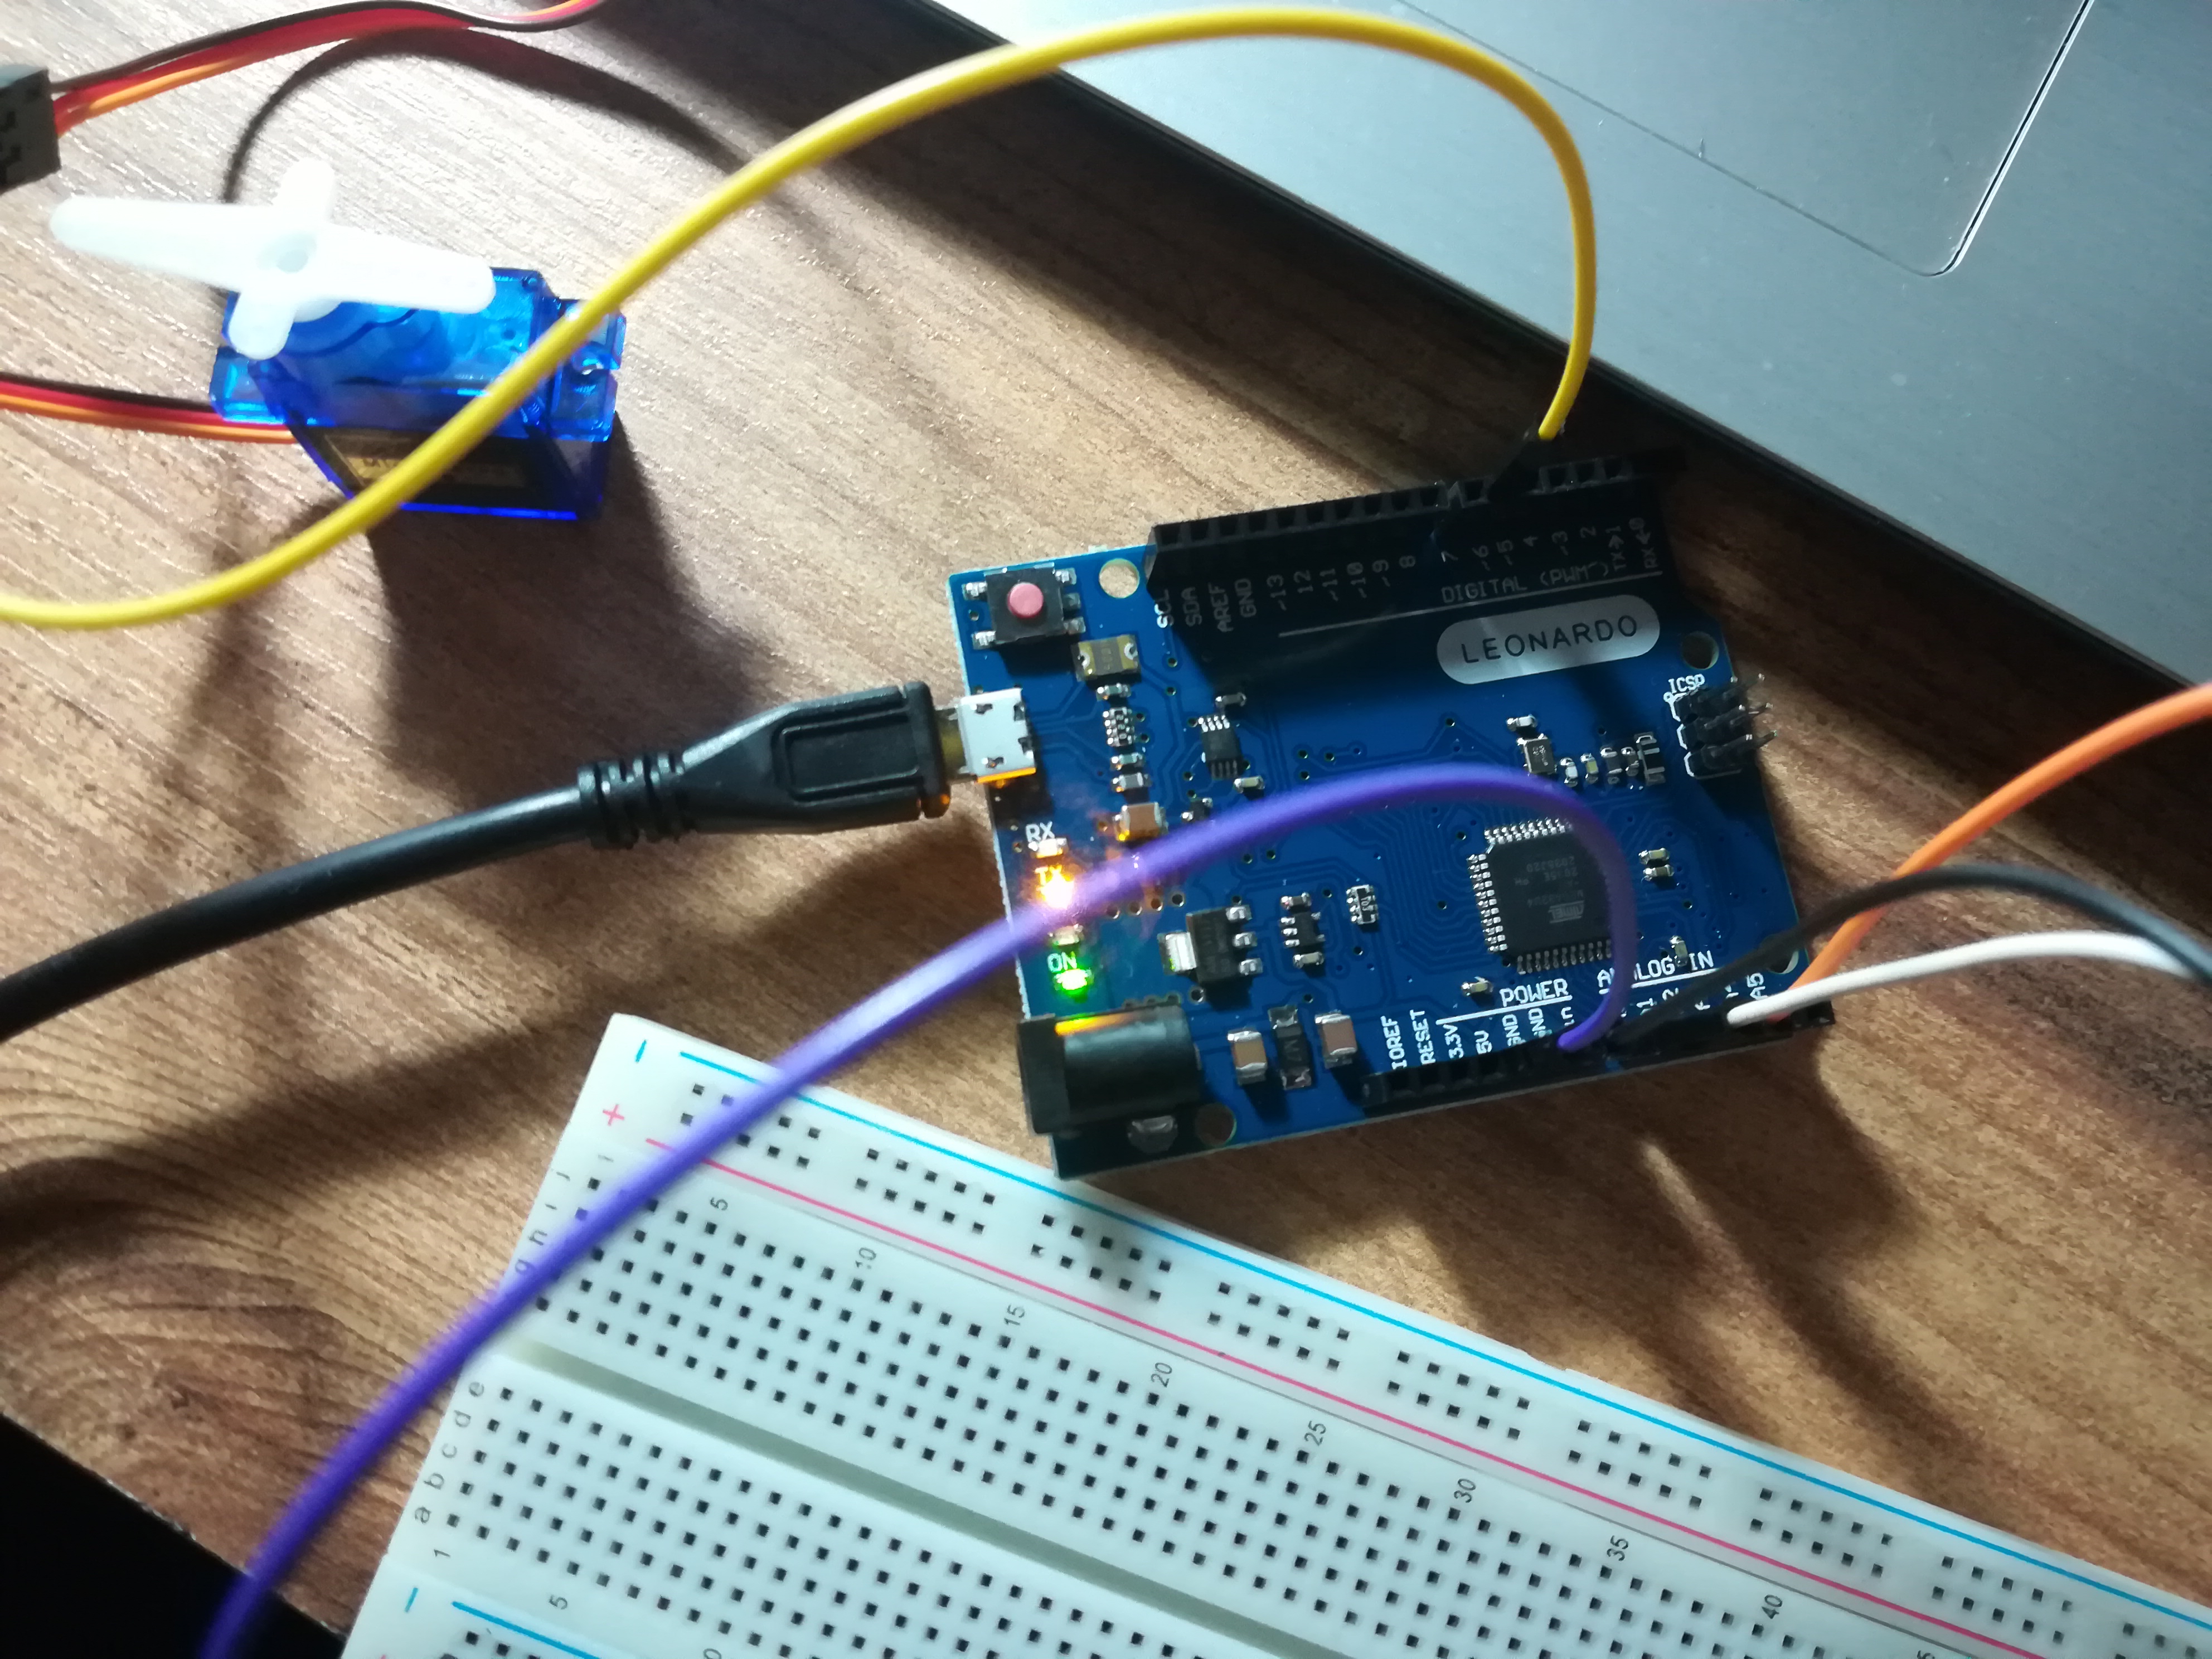 SCL
SDA
AREF
GND
~13
12
~11
~10
~9
8
7
~6
~5
4
~3
2
TX→1
RX←0
DIGITAL (PWM~)
LEONARDO
ICSP
RX
TX
ON
POWER
ANALOG IN
IOREF
RESET
3.3V
5V
GND
GND
A5
- +
j
i
h
g
e
d
c
b
a
1 5 10 15 20 25 30 35 40
1 5
-